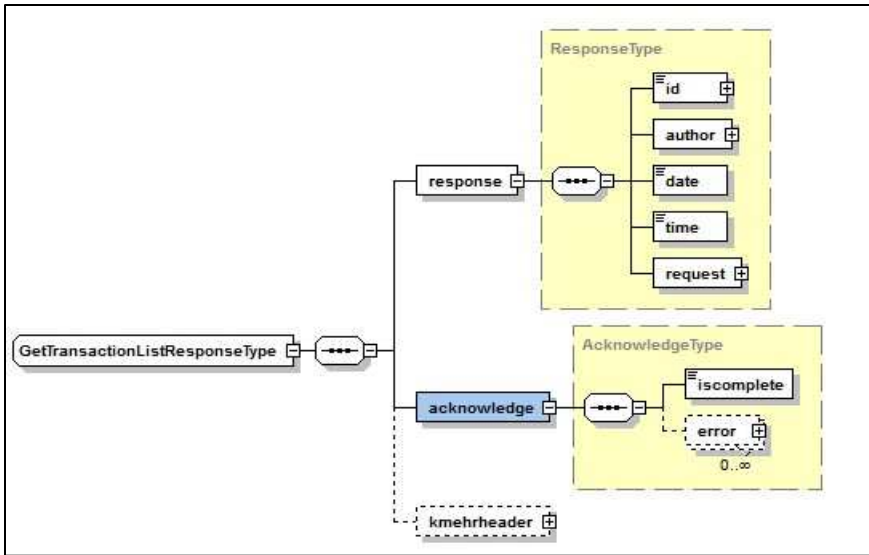 ResponseType
id
author
date
time
request
response
GetTransactionListResponseType
AcknowledgeType
iscomplete
error
0..∞
acknowledge
kmehrheader